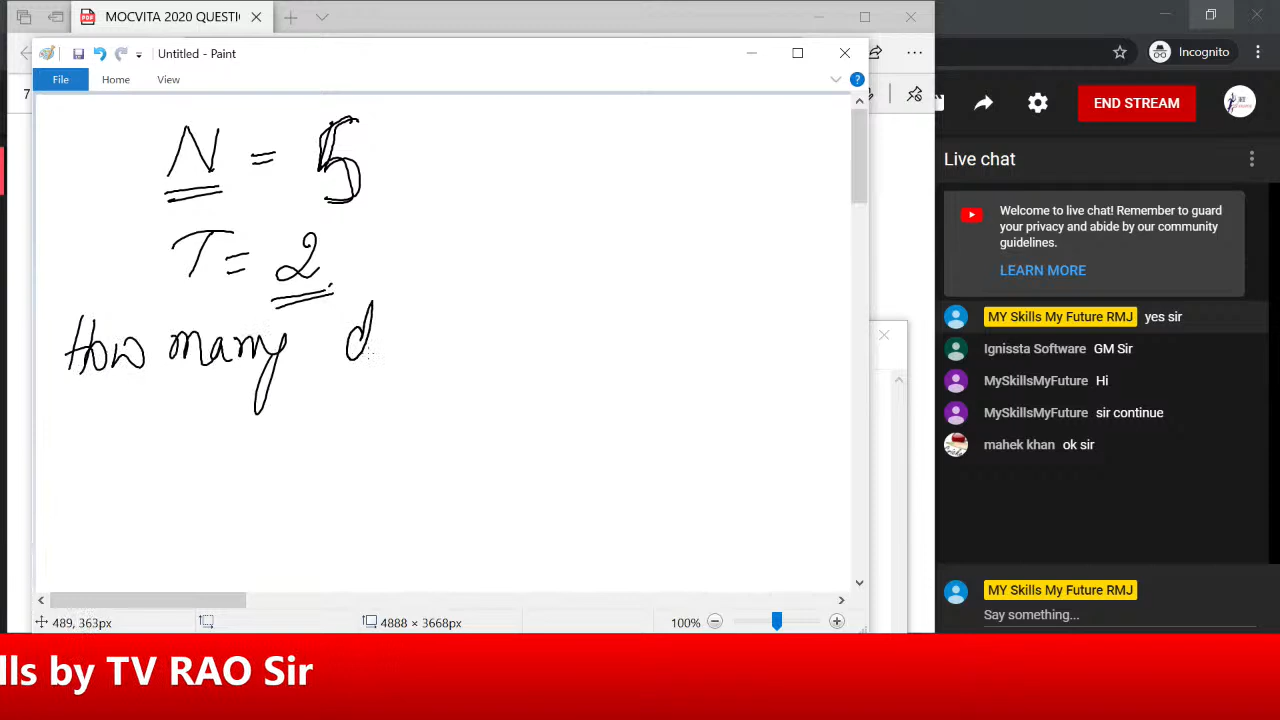 MOCVITA 2020 QUESTI
Incognito
Untitled - Paint
File
Home
View
7
N = 5
T = 2
How many d
END STREAM
Live chat
Welcome to live chat! Remember to guard
your privacy and abide by our community
guidelines.
LEARN MORE
MY Skills My Future RMJ yes sir
Ignissta Software GM Sir
MySkillsMyFuture Hi
MySkillsMyFuture sir continue
mahek khan ok sir
MY Skills My Future RMJ
Say something...
489, 363px
4888 × 3668px
100%
lls by TV RAO Sir